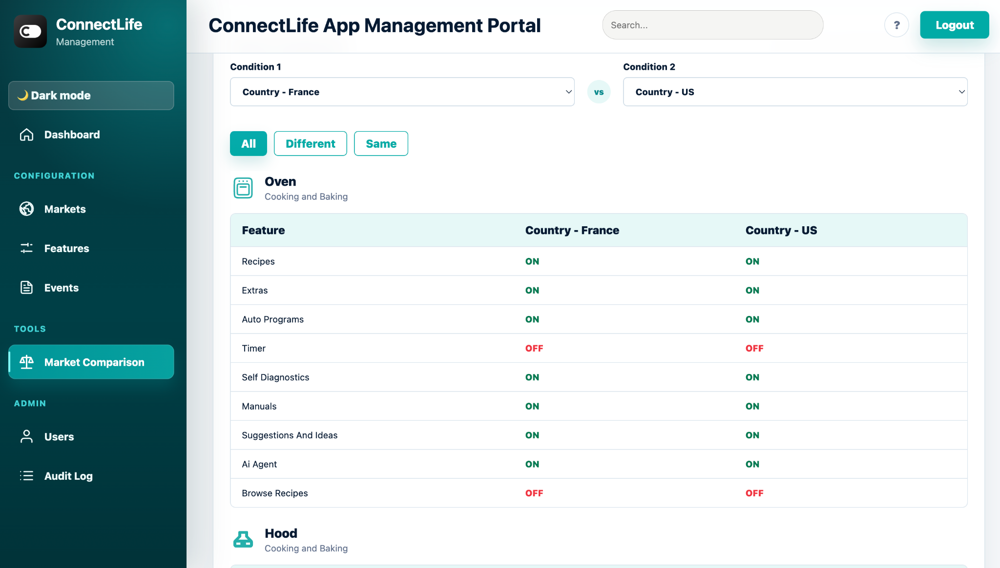 ConnectLife
Management
Dark mode
Dashboard
CONFIGURATION
Markets
Features
Events
TOOLS
Market Comparison
ADMIN
Users
Audit Log
ConnectLife App Management Portal
Search...
?
Logout
Condition 1
Country - France
vs
Condition 2
Country - US
All
Different
Same
Oven
Cooking and Baking
Feature Country - France Country - US
Recipes ON ON
Extras ON ON
Auto Programs ON ON
Timer OFF OFF
Self Diagnostics ON ON
Manuals ON ON
Suggestions And Ideas ON ON
Ai Agent ON ON
Browse Recipes OFF OFF
Hood
Cooking and Baking